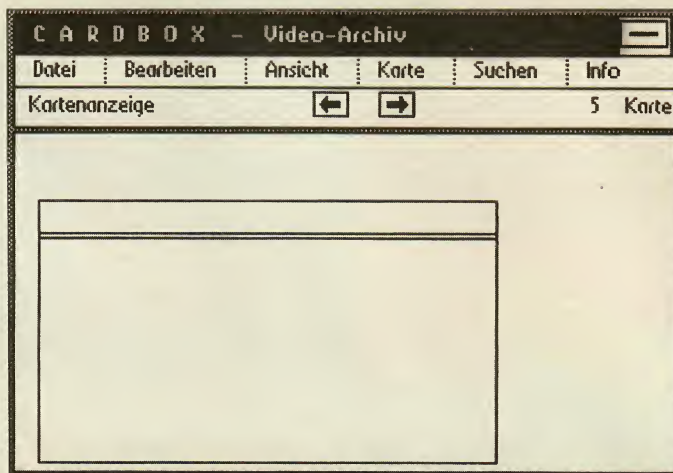 C A R D B O X – Video-Archiv
Datei Bearbeiten Ansicht Karte Suchen Info
Kartenanzeige 5 Karte